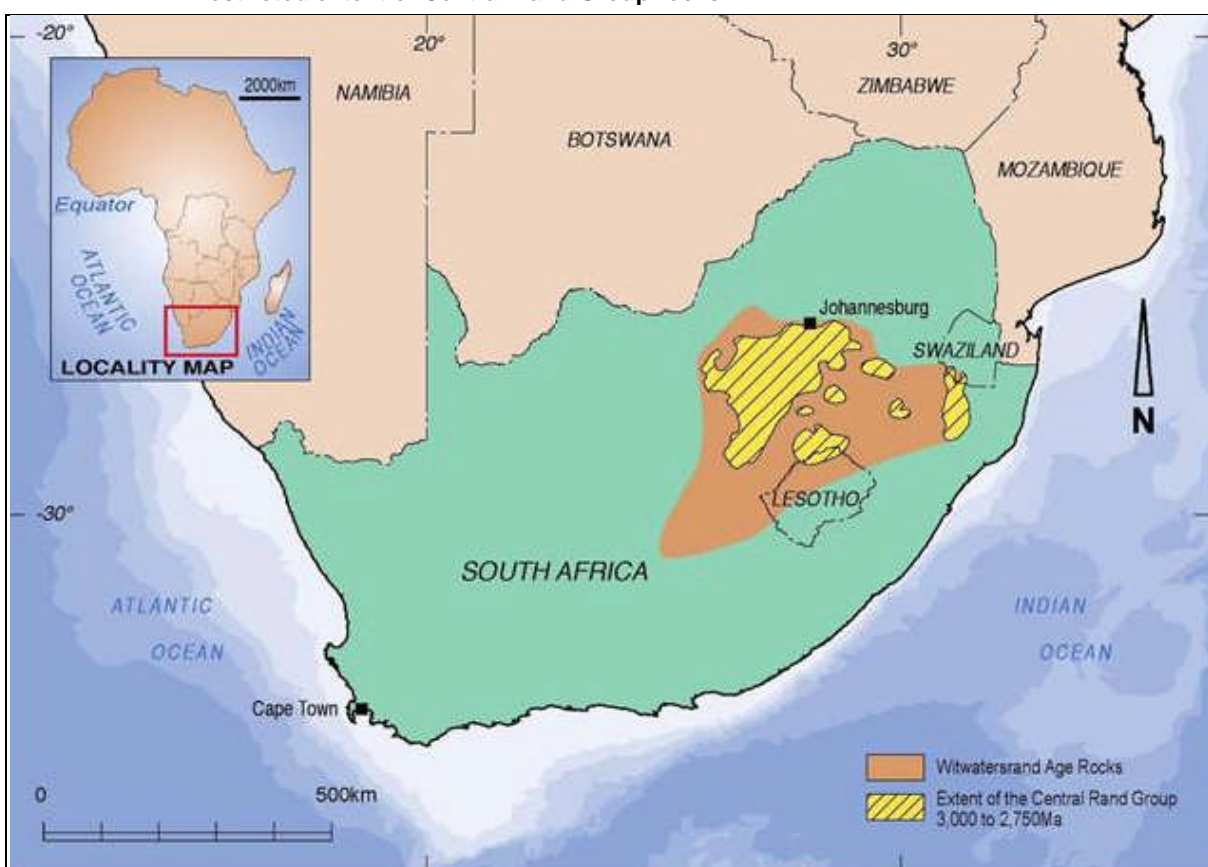 -20°
20°
30°
2000km
NAMIBIA
ZIMBABWE
BOTSWANA
MOZAMBIQUE
Equator
ATLANTIC
OCEAN
INDIAN
OCEAN
LOCALITY MAP
Johannesburg
SWAZILAND
N
-30°
LESOTHO
SOUTH AFRICA
ATLANTIC
OCEAN
INDIAN
OCEAN
Cape Town
0 500km
Witwatersrand Age Rocks
Extent of the Central Rand Group
3,000 to 2,750Ma